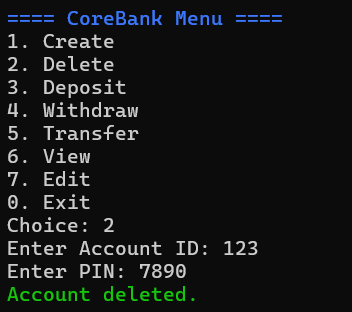 ==== CoreBank Menu ====
1. Create
2. Delete
3. Deposit
4. Withdraw
5. Transfer
6. View
7. Edit
0. Exit
Choice: 2
Enter Account ID: 123
Enter PIN: 7890
Account deleted.